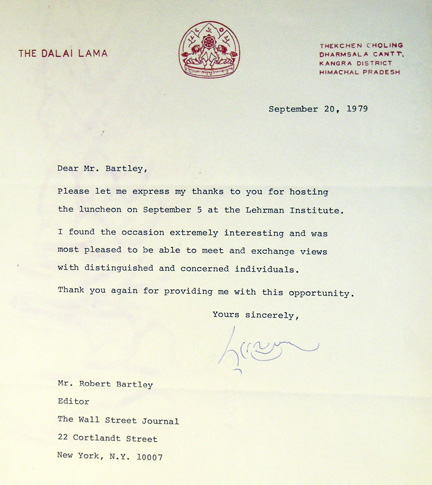 THE DALAI LAMA
THEKCHEN CHOLING
DHARMSALA CANTT,
KANGRA DISTRICT
HIMACHAL PRADESH
September 20, 1979
Dear Mr. Bartley,
Please let me express my thanks to you for hosting
the luncheon on September 5 at the Lehrman Institute.
I found the occasion extremely interesting and was
most pleased to be able to meet and exchange views
with distinguished and concerned individuals.
Thank you again for providing me with this opportunity.
Yours sincerely,
Mr. Robert Bartley
Editor
The Wall Street Journal
22 Cortlandt Street
New York, N.Y. 10007